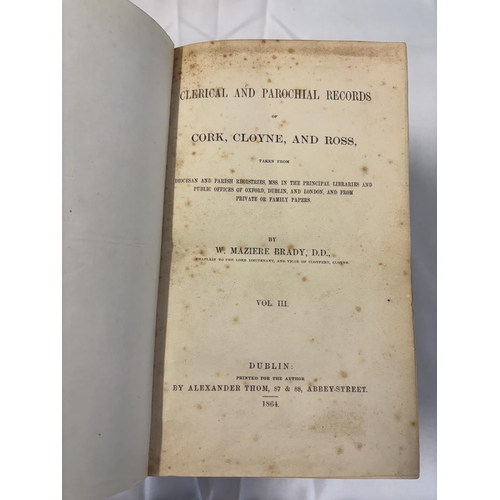 CLERICAL AND PAROCHIAL RECORDS
OF
CORK, CLOYNE, AND ROSS,
TAKEN FROM
DIOCESAN AND PARISH REGISTRIES, MSS. IN THE PRINCIPAL LIBRARIES AND
PUBLIC OFFICES OF OXFORD, DUBLIN, AND LONDON, AND FROM
PRIVATE OR FAMILY PAPERS.
BY
W. MAZIERE BRADY, D.D.,
CHAPLAIN TO THE LORD LIEUTENANT, AND VICAR OF CLONFERT, CLOYNE.
VOL. III.
DUBLIN:
PRINTED FOR THE AUTHOR
BY ALEXANDER THOM, 87 & 88, ABBEY-STREET.
1864.